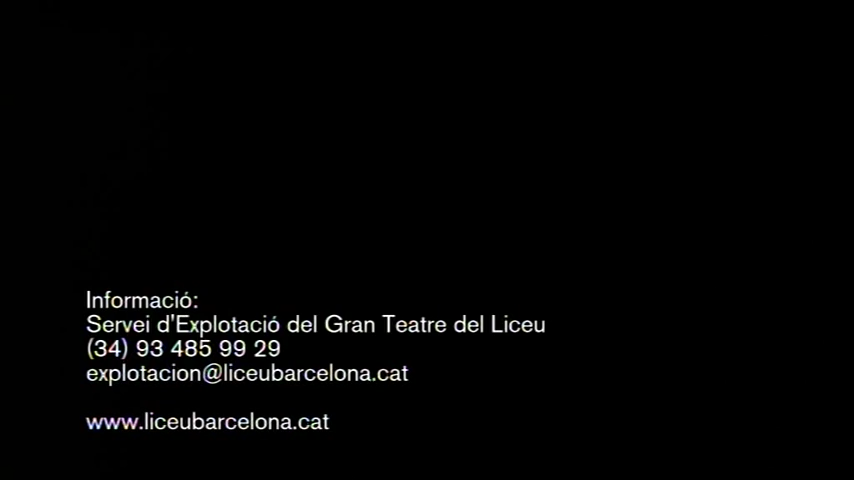 Informació:
Servei d'Explotació del Gran Teatre del Liceu
(34) 93 485 99 29
explotacion@liceubarcelona.cat
www.liceubarcelona.cat